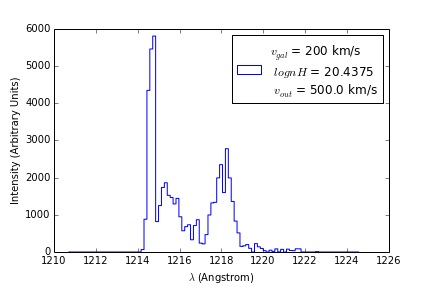 6000
5000
4000
3000
2000
1000
0
Intensity (Arbitrary Units)
v_gal = 200 km/s
lognH = 20.4375
v_out = 500.0 km/s
1210 1212 1214 1216 1218 1220 1222 1224 1226
λ (Angstrom)